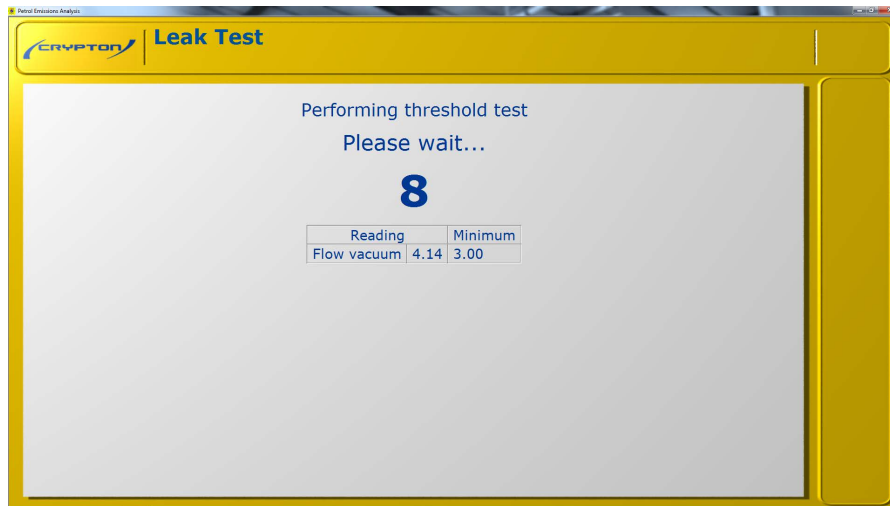 Petrol Emissions Analysis
CRYPTON
Leak Test
Performing threshold test
Please wait...
8
Reading Minimum
Flow vacuum 4.14 3.00